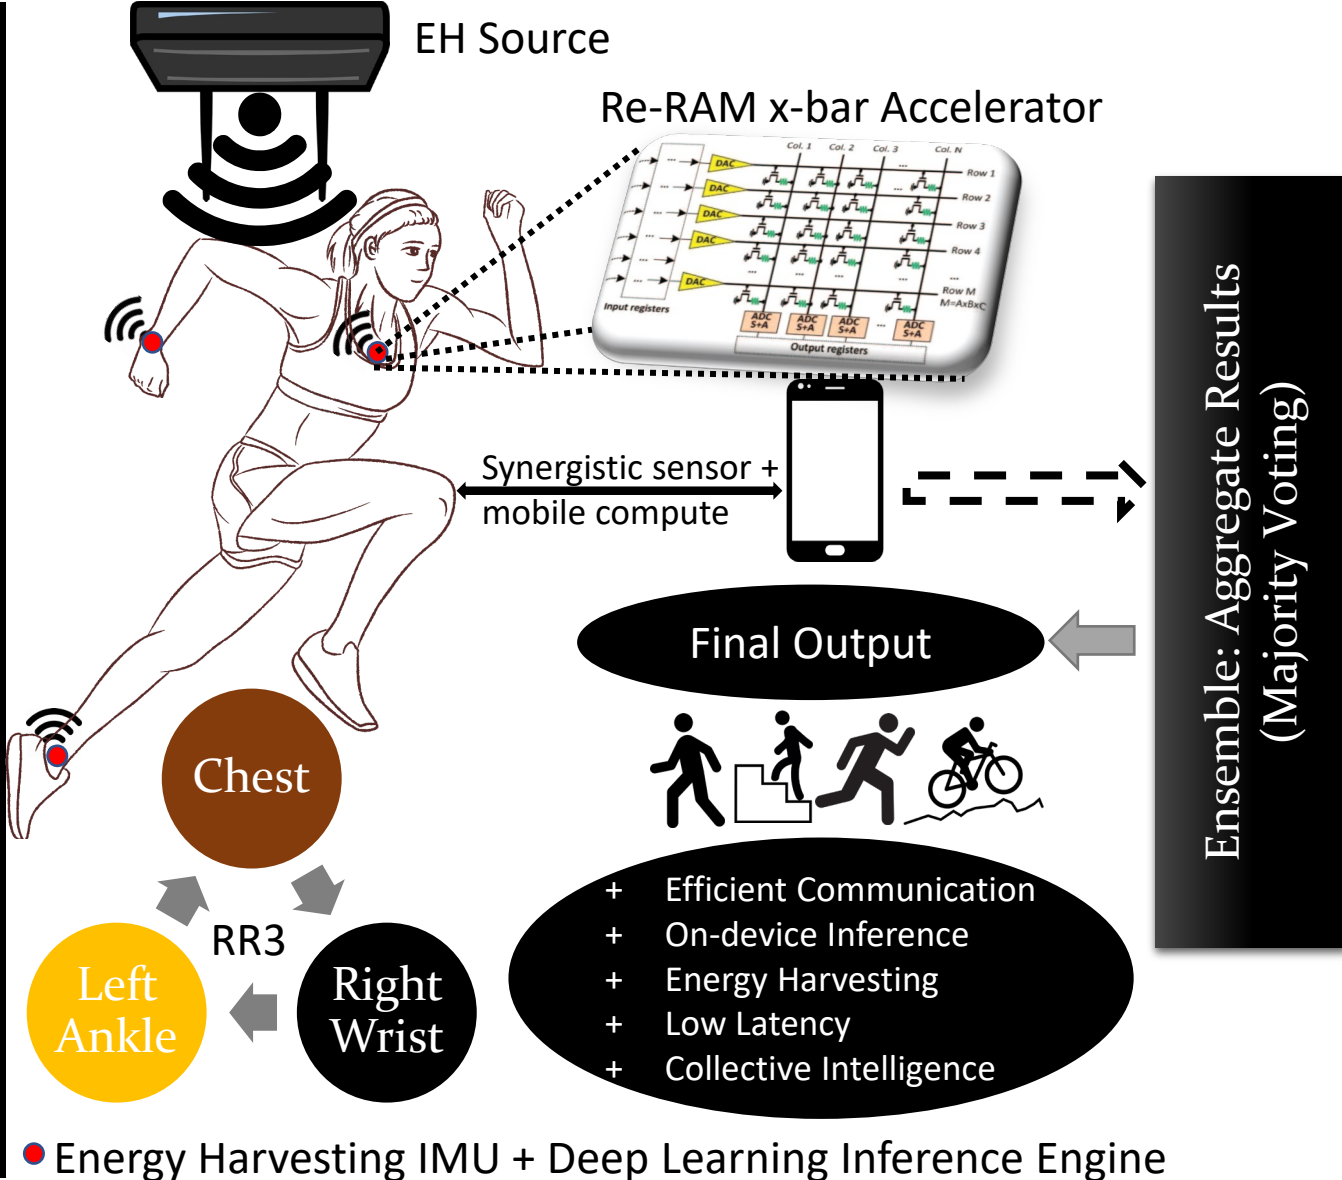 EH Source
Re-RAM x-bar Accelerator
Col. 1 Col. 2 Col. 3 ... Col. N
DAC
DAC
DAC
DAC
DAC
Row 1
Row 2
Row 3
Row 4
...
Row M
M=AxBxC
Input registers
ADC S+A
ADC S+A
ADC S+A
...
ADC S+A
Output registers
Synergistic sensor +
mobile compute
Ensemble: Aggregate Results
(Majority Voting)
Final Output
Chest
RR3
Left
Ankle
Right
Wrist
+ Efficient Communication
+ On-device Inference
+ Energy Harvesting
+ Low Latency
+ Collective Intelligence
Energy Harvesting IMU + Deep Learning Inference Engine